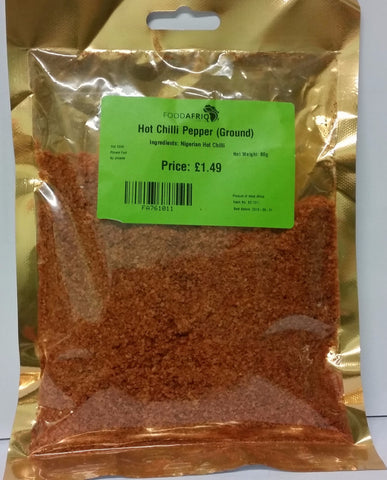 FOODAFRIQ
Hot Chilli Pepper (Ground)
Ingredients: Nigerian Hot Chilli
Net Weight: 80g
Price: £1.49
FA761011
Product of West Africa